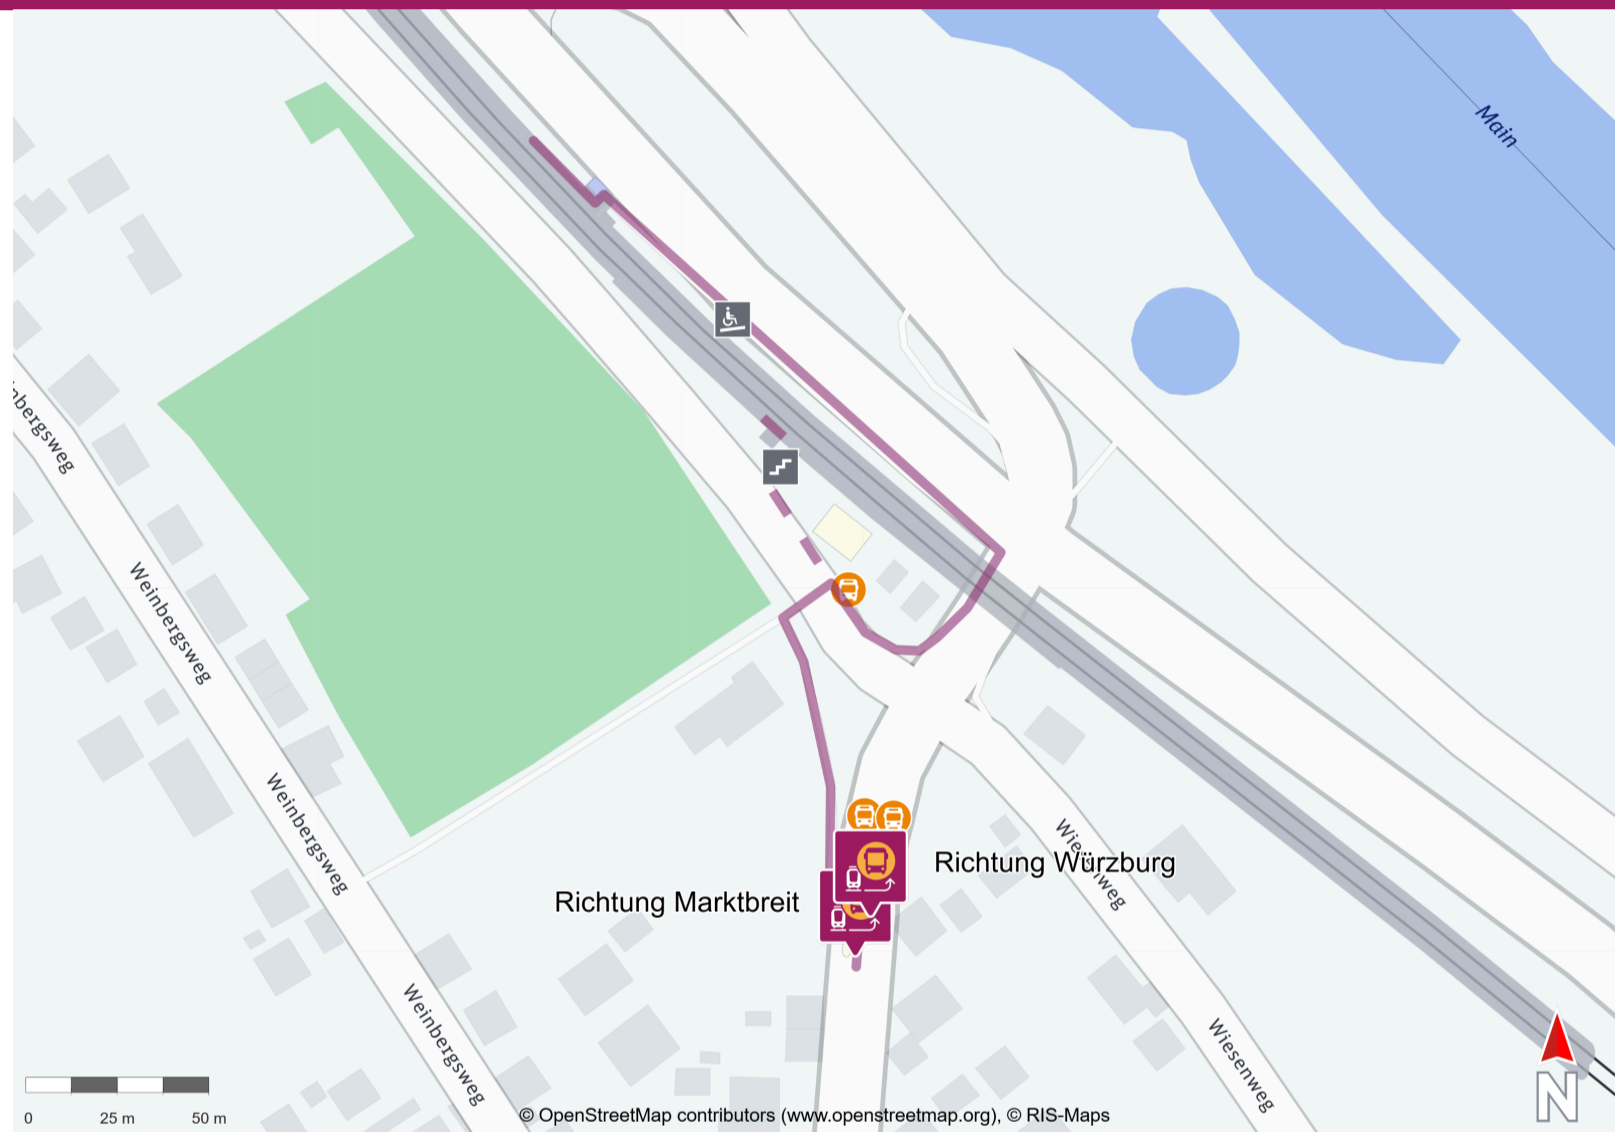 Main
nbergsweg
Weinbergsweg
Weinbergsweg
Wiesenweg
Richtung Würzburg
Richtung Marktbreit
Weinbergsweg
Wiesenweg
N
0 25 m 50 m
© OpenStreetMap contributors (www.openstreetmap.org), © RIS-Maps